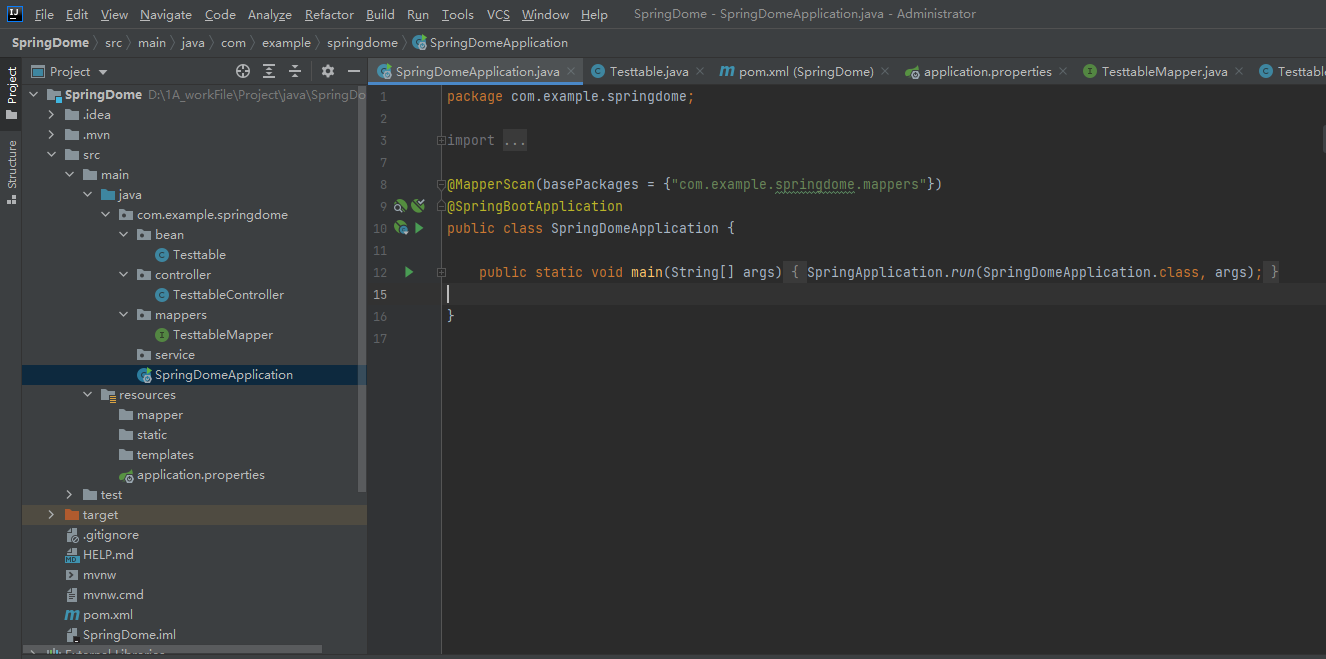 IJ File Edit View Navigate Code Analyze Refactor Build Run Tools VCS Window Help SpringDome - SpringDomeApplication.java - Administrator
SpringDome src main java com example springdome SpringDomeApplication
Project
Structure
Project
SpringDome D:\1A_workFile\Project\java\SpringDo
.idea
.mvn
src
main
java
com.example.springdome
bean
C Testtable
controller
C TesttableController
mappers
I TesttableMapper
service
SpringDomeApplication
resources
mapper
static
templates
application.properties
test
target
.gitignore
HELP.md
mvnw
mvnw.cmd
m pom.xml
SpringDome.iml
External Libraries
SpringDomeApplication.java C Testtable.java m pom.xml (SpringDome) application.properties I TesttableMapper.java C Testtabl
1 package com.example.springdome;
2
3 import ...
7
8 @MapperScan(basePackages = {"com.example.springdome.mappers"})
9 @SpringBootApplication
10 public class SpringDomeApplication {
11
12 public static void main(String[] args) { SpringApplication.run(SpringDomeApplication.class, args); }
15
16 }
17